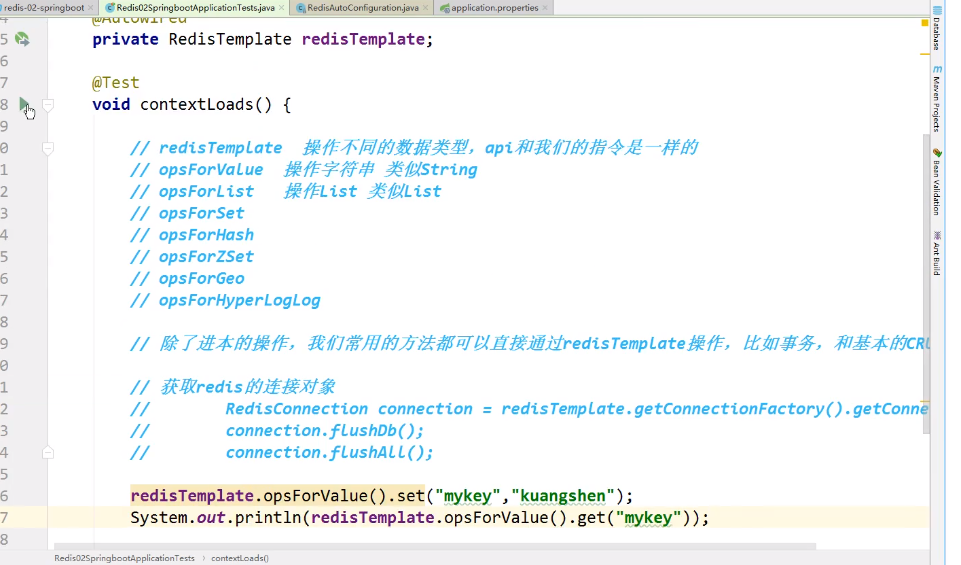 redis-02-springboot × Redis02SpringbootApplicationTests.java × RedisAutoConfiguration.java × application.properties ×
4 @Autowired
5 private RedisTemplate redisTemplate;
6
7 @Test
8 void contextLoads() {
9
0 // redisTemplate 操作不同的数据类型，api和我们的指令是一样的
1 // opsForValue 操作字符串 类似String
2 // opsForList 操作List 类似List
3 // opsForSet
4 // opsForHash
5 // opsForZSet
6 // opsForGeo
7 // opsForHyperLogLog
8
9 // 除了进本的操作，我们常用的方法都可以直接通过redisTemplate操作，比如事务，和基本的CRU
0
1 // 获取redis的连接对象
2 // RedisConnection connection = redisTemplate.getConnectionFactory().getConne
3 // connection.flushDb();
4 // connection.flushAll();
5
6 redisTemplate.opsForValue().set("mykey","kuangshen");
7 System.out.println(redisTemplate.opsForValue().get("mykey"));
8
Redis02SpringbootApplicationTests › contextLoads()
Database
m Maven Projects
Bean Validation
Ant Build